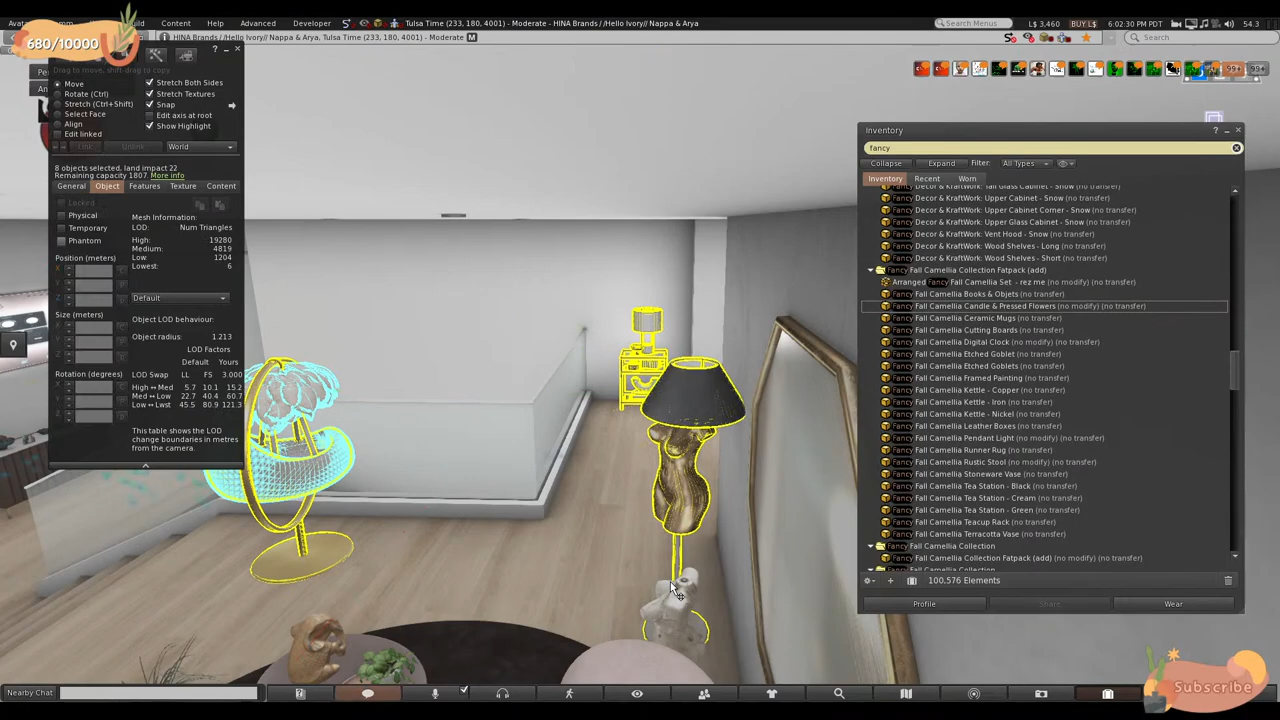 Content
Help
Advanced
Developer
Tulsa Time (233, 180, 4001) - Moderate - HINA Brands / /Hello Ivory// Nappa & Arya
Search Menus
L$ 3,460
BUY L$
6:02:30 PM PDT
54.3
HINA Brands / /Hello Ivory// Nappa & Arya, Tulsa Time (233, 180, 4001) - Moderate M
Search
680/10000
99+
99+
Drag to move, shift-drag to copy
Move
Rotate (Ctrl)
Stretch (Ctrl+Shift)
Select Face
Align
Edit linked
Stretch Both Sides
Stretch Textures
Snap
Edit axis at root
Show Highlight
Link
Unlink
World
8 objects selected, land impact 22
Remaining capacity 1807. More info
General
Object
Features
Texture
Content
Locked
Physical
Temporary
Phantom
Position (meters)
X
Y
Z
Size (meters)
X
Y
Z
Rotation (degrees)
X
Y
Z
Mesh Information:
LOD: Num Triangles
High: 19280
Medium: 4819
Low: 1204
Lowest: 6
Default
Object LOD behaviour:
Object radius: 1.213
LOD Factors
Default Yours
LOD Swap LL FS 3.000
High ↔ Med 5.7 10.1 15.2
Med ↔ Low 22.7 40.4 60.7
Low ↔ Lwst 45.5 80.9 121.3
This table shows the LOD
change boundaries in metres
from the camera.
Inventory
fancy
Collapse
Expand
Filter:
All Types
Inventory
Recent
Worn
Fancy Decor & KraftWork: Tall Glass Cabinet - Snow (no transfer)
Fancy Decor & KraftWork: Upper Cabinet - Snow (no transfer)
Fancy Decor & KraftWork: Upper Cabinet Corner - Snow (no transfer)
Fancy Decor & KraftWork: Upper Glass Cabinet - Snow (no transfer)
Fancy Decor & KraftWork: Vent Hood - Snow (no transfer)
Fancy Decor & KraftWork: Wood Shelves - Long (no transfer)
Fancy Decor & KraftWork: Wood Shelves - Short (no transfer)
Fancy Fall Camellia Collection Fatpack (add)
Arranged Fancy Fall Camellia Set - rez me (no modify) (no transfer)
Fancy Fall Camellia Books & Objets (no transfer)
Fancy Fall Camellia Candle & Pressed Flowers (no modify) (no transfer)
Fancy Fall Camellia Ceramic Mugs (no transfer)
Fancy Fall Camellia Cutting Boards (no transfer)
Fancy Fall Camellia Digital Clock (no modify) (no transfer)
Fancy Fall Camellia Etched Goblet (no transfer)
Fancy Fall Camellia Etched Goblets (no transfer)
Fancy Fall Camellia Framed Painting (no transfer)
Fancy Fall Camellia Kettle - Copper (no transfer)
Fancy Fall Camellia Kettle - Iron (no transfer)
Fancy Fall Camellia Kettle - Nickel (no transfer)
Fancy Fall Camellia Leather Boxes (no transfer)
Fancy Fall Camellia Pendant Light (no modify) (no transfer)
Fancy Fall Camellia Runner Rug (no transfer)
Fancy Fall Camellia Rustic Stool (no modify) (no transfer)
Fancy Fall Camellia Stoneware Vase (no transfer)
Fancy Fall Camellia Tea Station - Black (no transfer)
Fancy Fall Camellia Tea Station - Cream (no transfer)
Fancy Fall Camellia Tea Station - Green (no transfer)
Fancy Fall Camellia Teacup Rack (no transfer)
Fancy Fall Camellia Terracotta Vase (no transfer)
Fancy Fall Camellia Collection
Fancy Fall Camellia Collection Fatpack (add) (no modify) (no transfer)
Fancy Fall Camellia Collection
100,576 Elements
Profile
Share
Wear
Nearby Chat
Subscribe